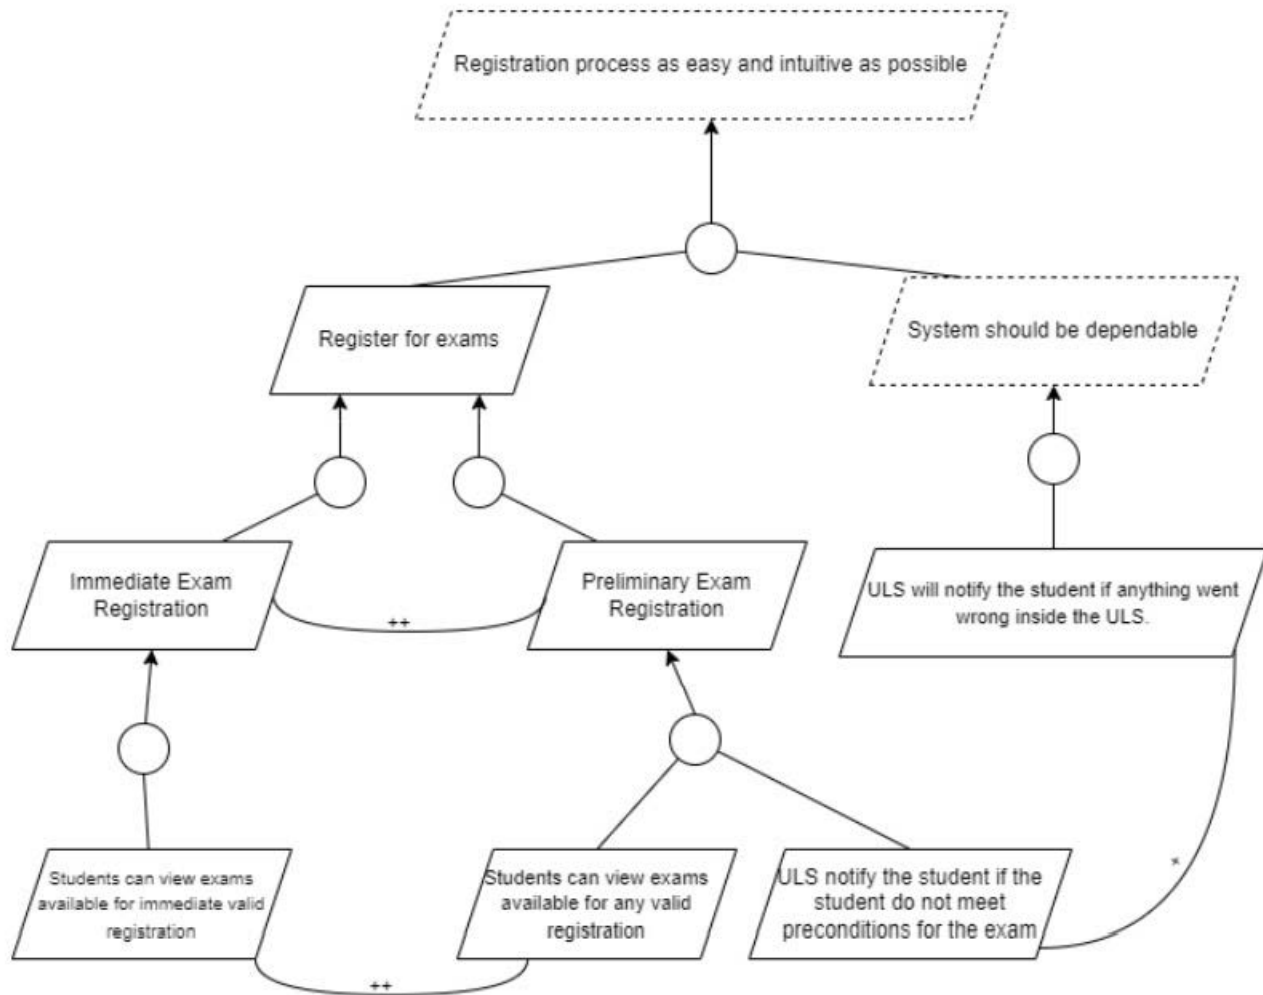 Registration process as easy and intuitive as possible
Register for exams
System should be dependable
Immediate Exam
Registration
++
Preliminary Exam
Registration
ULS will notify the student if anything went
wrong inside the ULS.
Students can view exams
available for immediate valid
registration
++
Students can view exams
available for any valid
registration
ULS notify the student if the
student do not meet
preconditions for the exam
+